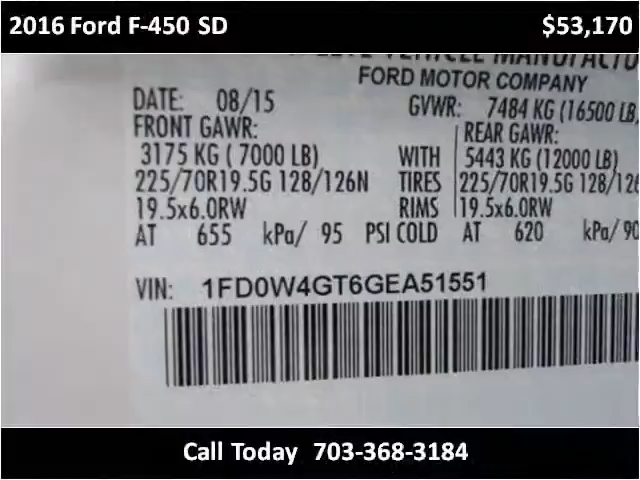 2016 Ford F-450 SD $53,170
VEHICLE
FORD MOTOR COMPANY
DATE: 08/15 GVWR: 7484 KG (16500 LB,
FRONT GAWR: REAR GAWR:
3175 KG ( 7000 LB) WITH 5443 KG (12000 LB)
225/70R19.5G 128/126N TIRES 225/70R19.5G 128/126
19.5x6.0RW RIMS 19.5x6.0RW
AT 655 kPa/ 95 PSI COLD AT 620 kPa/ 90
VIN: 1FD0W4GT6GEA51551
Call Today 703-368-3184